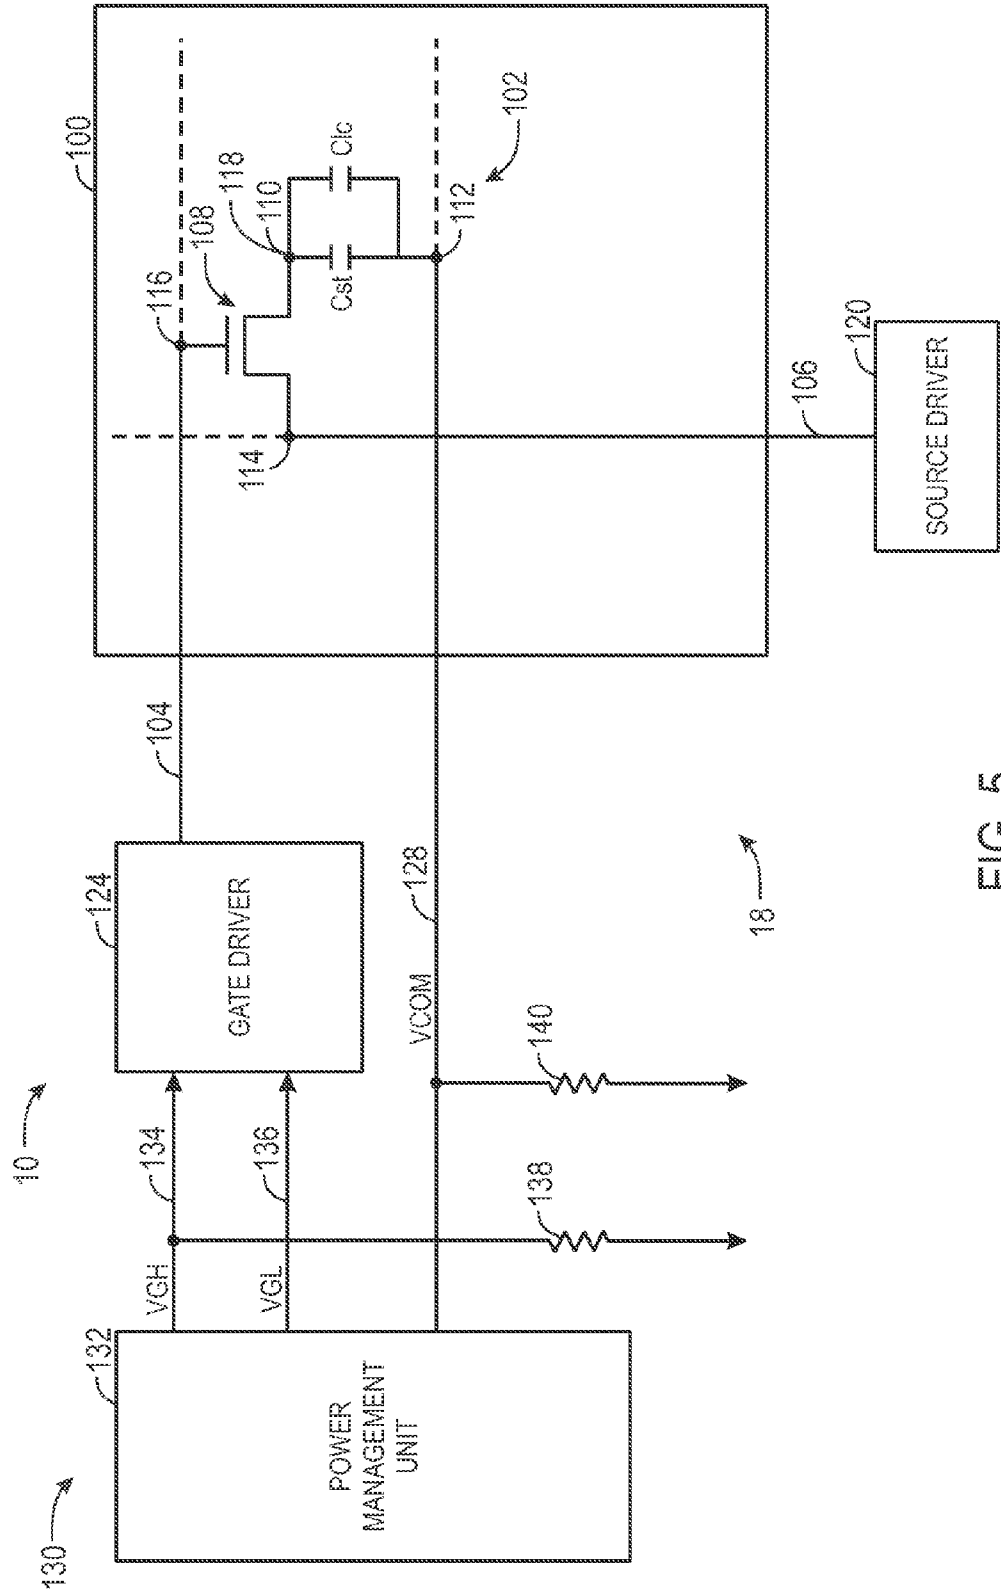 10
130
132
POWER
MANAGEMENT
UNIT
VGH
134
VGL
136
138
140
124
GATE DRIVER
VCOM
128
104
18
100
116
108
118
110
114
Cst
Clc
112
102
106
120
SOURCE DRIVER
FIG. 5